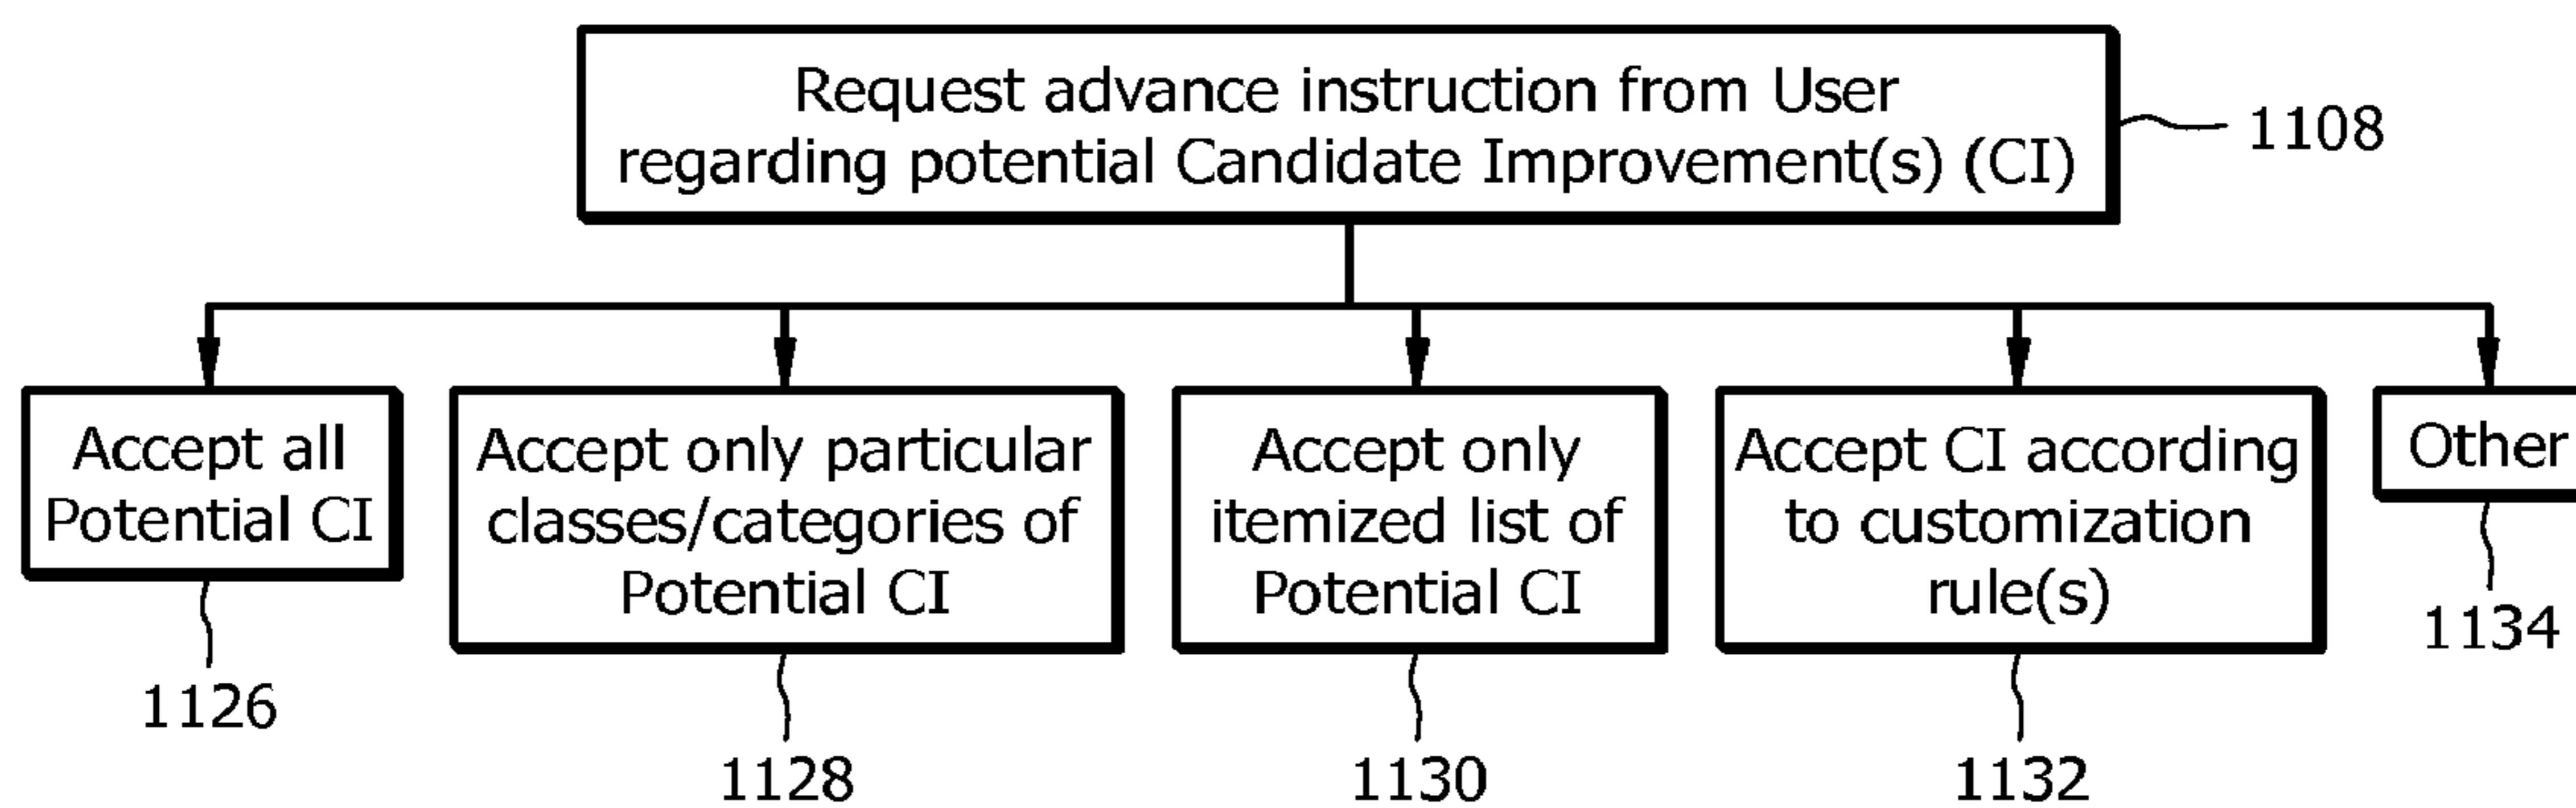 Request advance instruction from User
regarding potential Candidate Improvement(s) (CI)
1108
Accept all
Potential CI
1126
Accept only particular
classes/categories of
Potential CI
1128
Accept only
itemized list of
Potential CI
1130
Accept CI according
to customization
rule(s)
1132
Other
1134